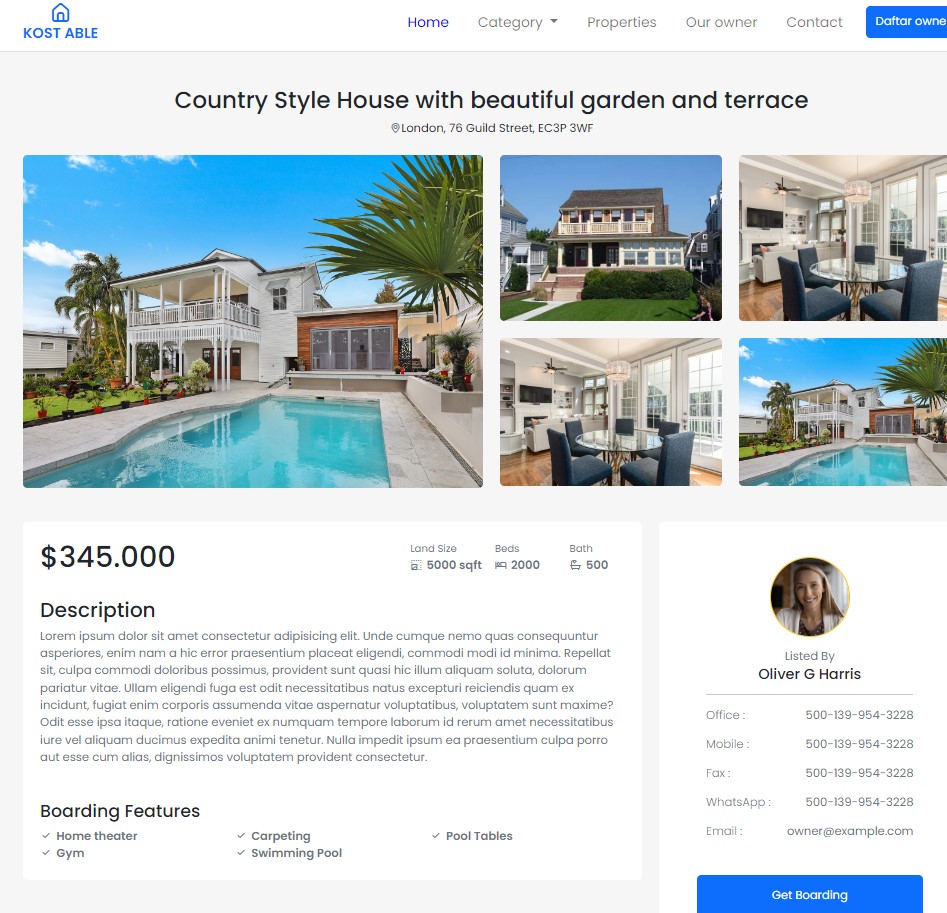 KOST ABLE
Home
Category
Properties
Our owner
Contact
Daftar owne
Country Style House with beautiful garden and terrace
London, 76 Guild Street, EC3P 3WF
$345.000
Land Size
5000 sqft
Beds
2000
Bath
500
Description
Lorem ipsum dolor sit amet consectetur adipisicing elit. Unde cumque nemo quas consequuntur
asperiores, enim nam a hic error praesentium placeat eligendi, commodi modi id minima. Repellat
sit, culpa commodi doloribus possimus, provident sunt quasi hic illum aliquam soluta, dolorum
pariatur vitae. Ullam eligendi fuga est odit necessitatibus natus excepturi reiciendis quam ex
incidunt, fugiat enim corporis assumenda vitae aspernatur voluptatibus, voluptatem sunt maxime?
Odit esse ipsa itaque, ratione eveniet ex numquam tempore laborum id rerum amet necessitatibus
iure vel aliquam ducimus expedita animi tenetur. Nulla impedit ipsum ea praesentium culpa porro
aut esse cum alias, dignissimos voluptatem provident consectetur.
Boarding Features
Home theater
Carpeting
Pool Tables
Gym
Swimming Pool
Listed By
Oliver G Harris
Office : 500-139-954-3228
Mobile : 500-139-954-3228
Fax : 500-139-954-3228
WhatsApp : 500-139-954-3228
Email : owner@example.com
Get Boarding